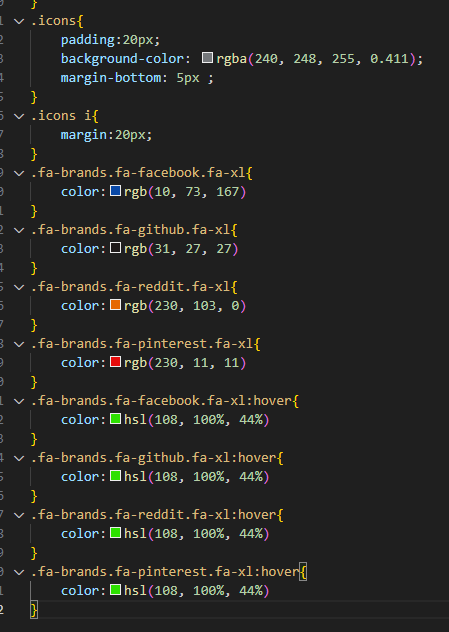 }
.icons{
padding:20px;
background-color: rgba(240, 248, 255, 0.411);
margin-bottom: 5px ;
}
.icons i{
margin:20px;
}
.fa-brands.fa-facebook.fa-xl{
color:rgb(10, 73, 167)
}
.fa-brands.fa-github.fa-xl{
color:rgb(31, 27, 27)
}
.fa-brands.fa-reddit.fa-xl{
color:rgb(230, 103, 0)
}
.fa-brands.fa-pinterest.fa-xl{
color:rgb(230, 11, 11)
}
.fa-brands.fa-facebook.fa-xl:hover{
color:hsl(108, 100%, 44%)
}
.fa-brands.fa-github.fa-xl:hover{
color:hsl(108, 100%, 44%)
}
.fa-brands.fa-reddit.fa-xl:hover{
color:hsl(108, 100%, 44%)
}
.fa-brands.fa-pinterest.fa-xl:hover{
color:hsl(108, 100%, 44%)
}